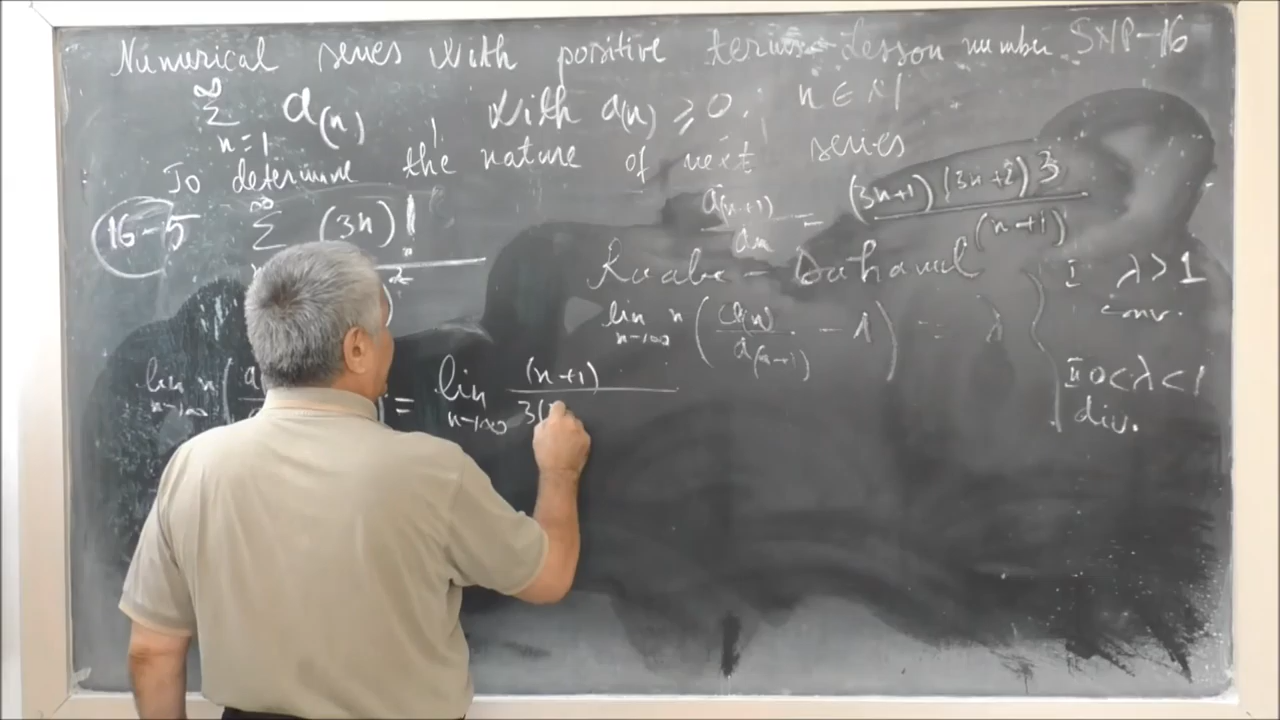 Numerical series with positive terms - Lesson number SNP-16
∞ Σ n=1 a(n) , with a(n) ⩾ 0. n ∈ N
To determine the nature of next series
16-5 ∞ Σ (3n)!
a(n+1) / an = (3n+1)(3n+2)3 / (n+1)
Raabe - Duhamel
lim n→∞ n ( a(n) / a(n+1) - 1 ) = λ
I λ>1
conv.
II 0<λ<1
div.
lim n→∞ n ( a = lim n→∞ (n+1) / 3(